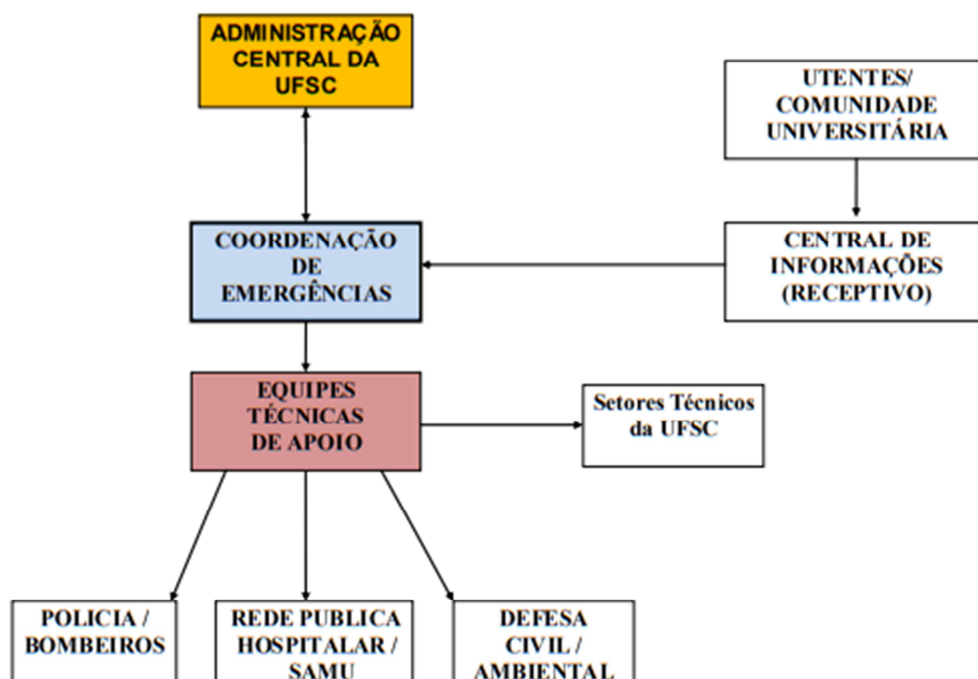 ADMINISTRAÇÃO
CENTRAL DA
UFSC
UTENTES/
COMUNIDADE
UNIVERSITÁRIA
COORDENAÇÃO
DE
EMERGÊNCIAS
CENTRAL DE
INFORMAÇÕES
(RECEPTIVO)
EQUIPES
TÉCNICAS
DE APOIO
Setores Técnicos
da UFSC
POLICIA /
BOMBEIROS
REDE PUBLICA
HOSPITALAR /
SAMU
DEFESA
CIVIL /
AMBIENTAL